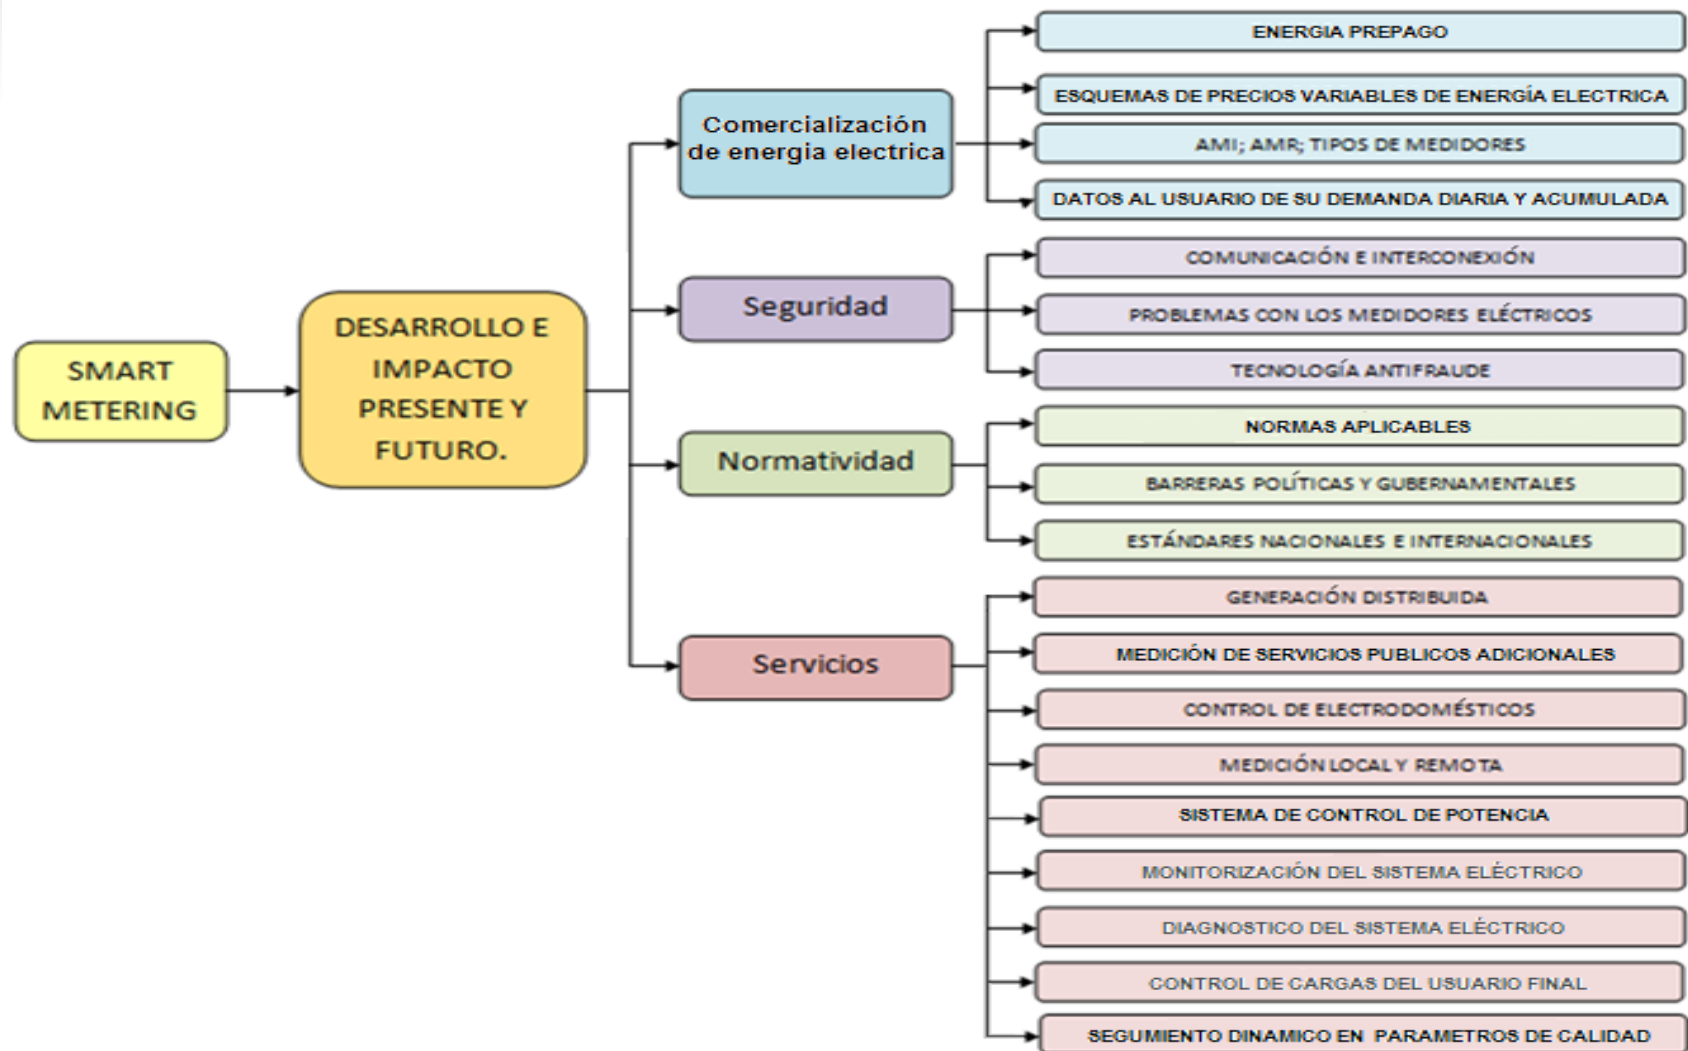 SMART
METERING
DESARROLLO E
IMPACTO
PRESENTE Y
FUTURO.
Comercialización
de energia electrica
ENERGIA PREPAGO
ESQUEMAS DE PRECIOS VARIABLES DE ENERGÍA ELECTRICA
AMI; AMR; TIPOS DE MEDIDORES
DATOS AL USUARIO DE SU DEMANDA DIARIA Y ACUMULADA
Seguridad
COMUNICACIÓN E INTERCONEXIÓN
PROBLEMAS CON LOS MEDIDORES ELÉCTRICOS
TECNOLOGÍA ANTIFRAUDE
Normatividad
NORMAS APLICABLES
BARRERAS POLÍTICAS Y GUBERNAMENTALES
ESTÁNDARES NACIONALES E INTERNACIONALES
Servicios
GENERACIÓN DISTRIBUIDA
MEDICIÓN DE SERVICIOS PUBLICOS ADICIONALES
CONTROL DE ELECTRODOMÉSTICOS
MEDICIÓN LOCAL Y REMOTA
SISTEMA DE CONTROL DE POTENCIA
MONITORIZACIÓN DEL SISTEMA ELÉCTRICO
DIAGNOSTICO DEL SISTEMA ELÉCTRICO
CONTROL DE CARGAS DEL USUARIO FINAL
SEGUMIENTO DINAMICO EN PARAMETROS DE CALIDAD